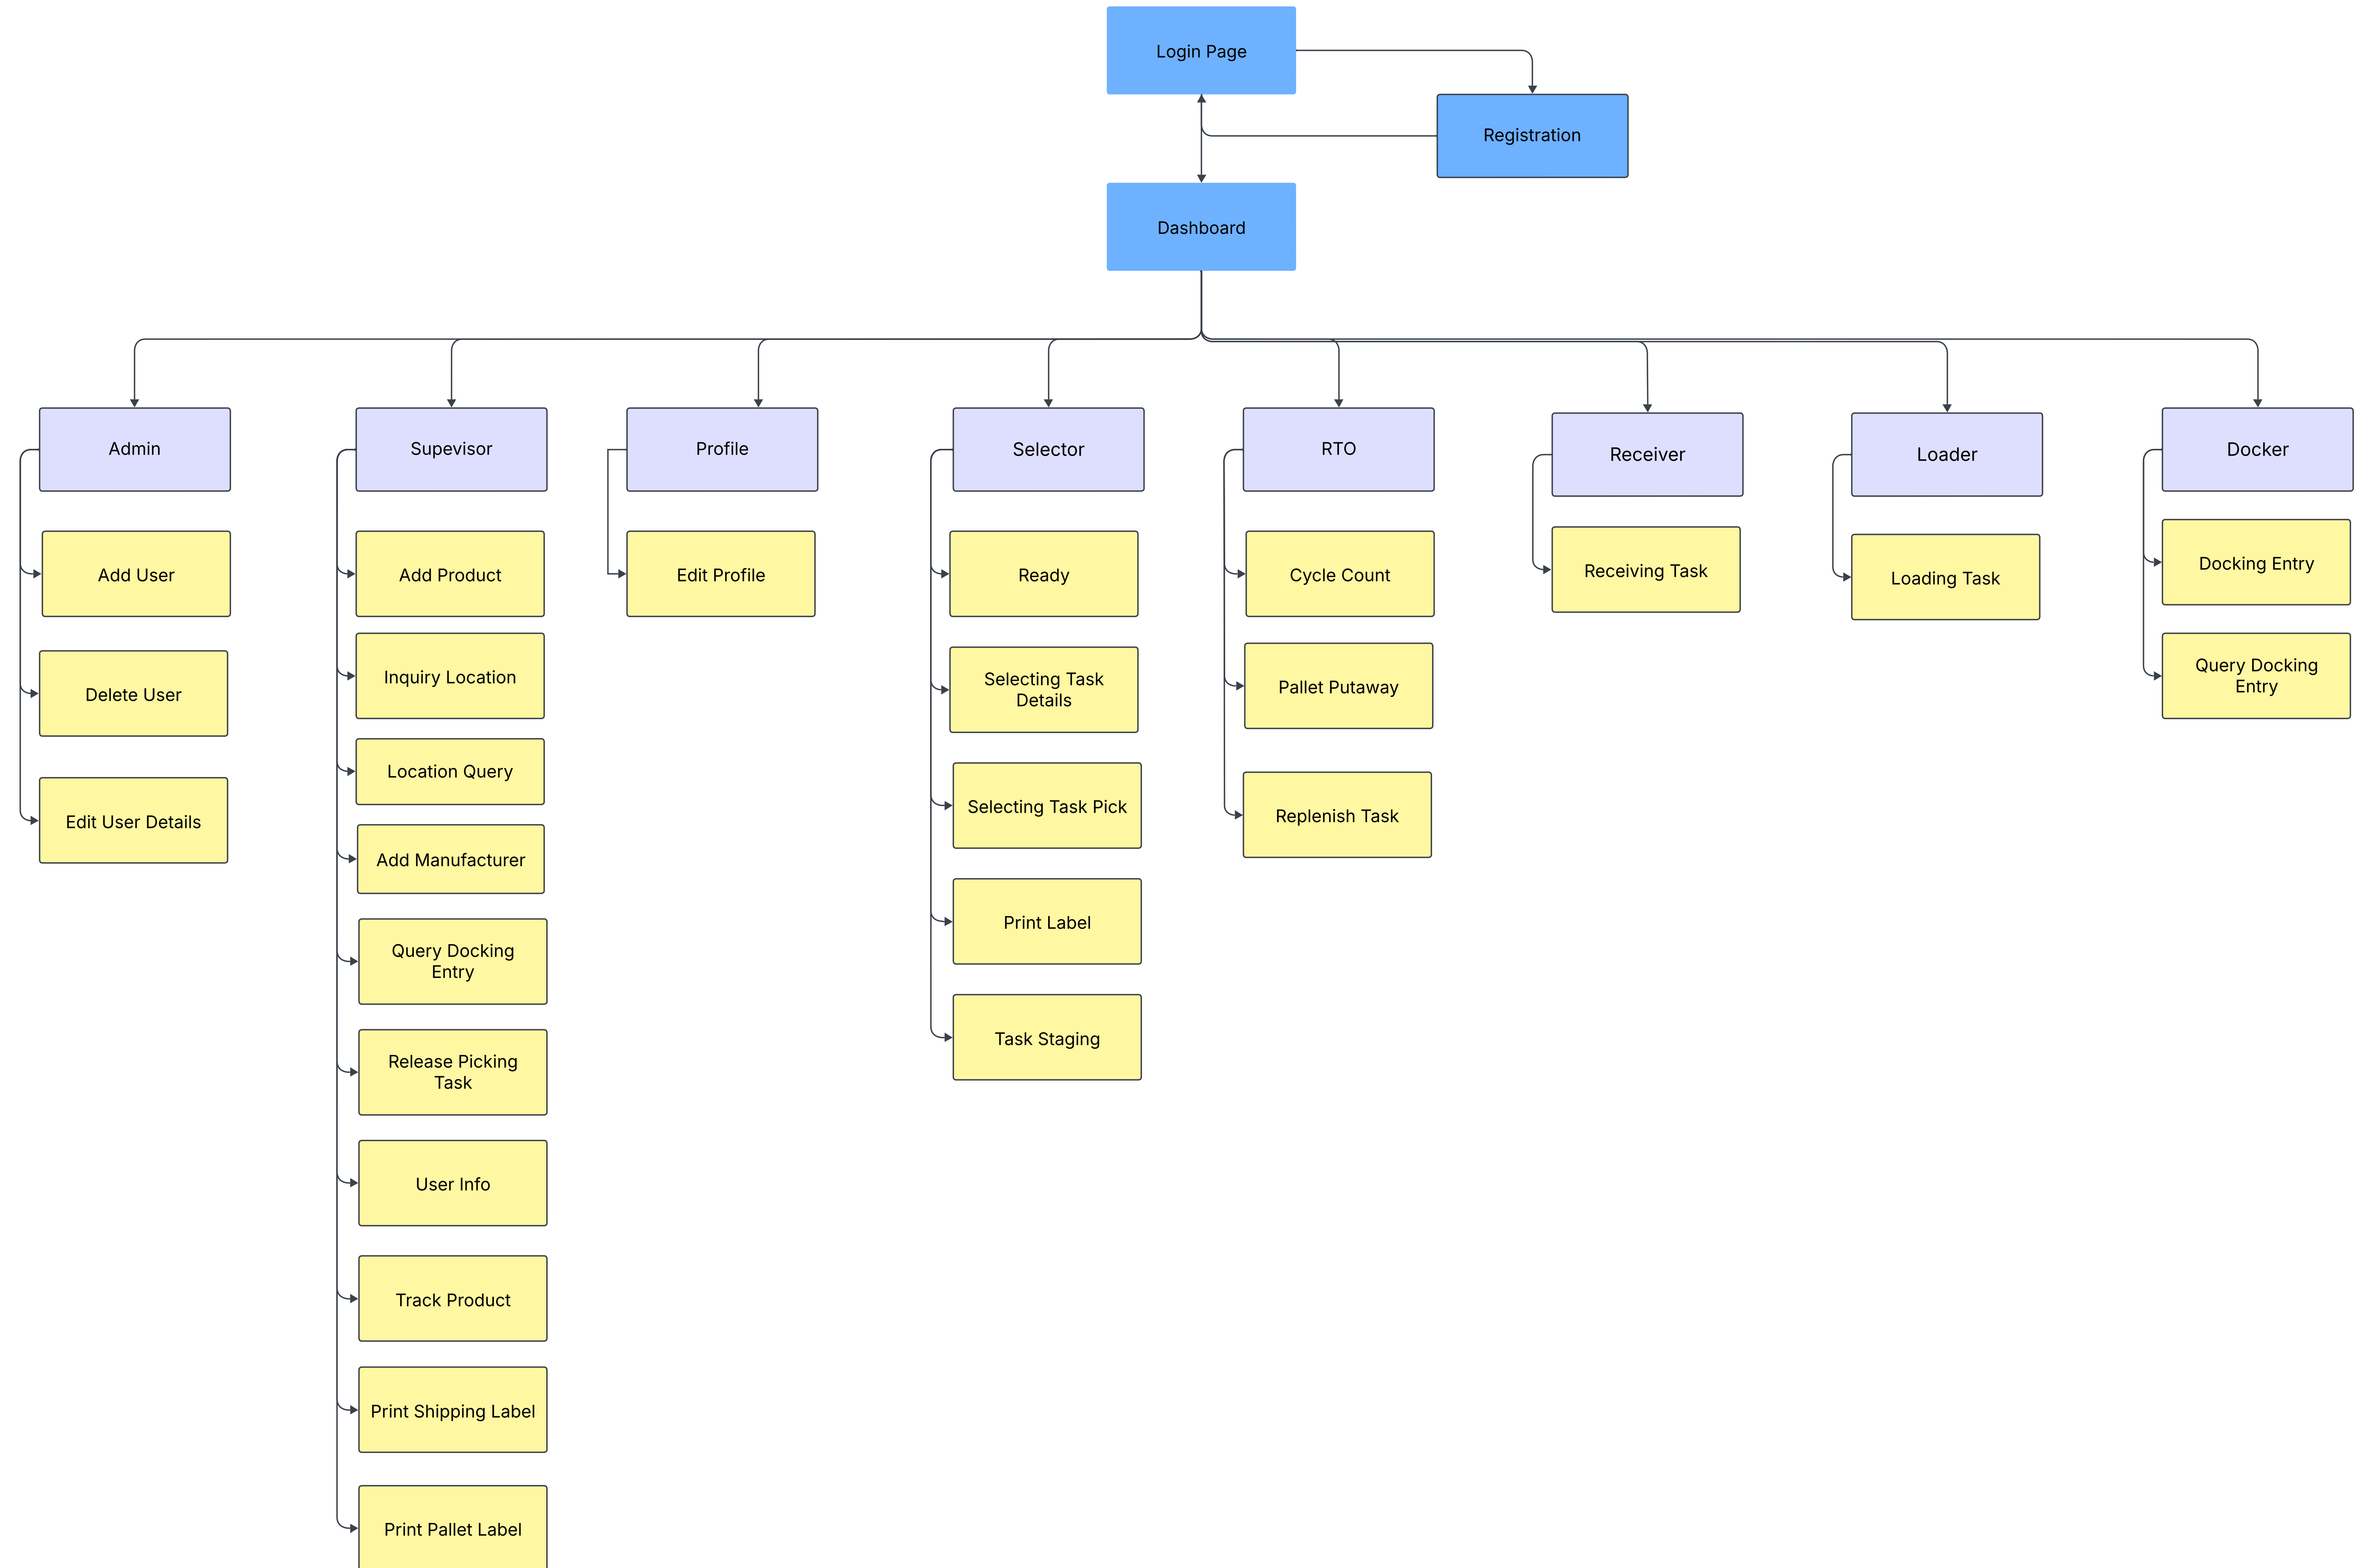 Login Page
Registration
Dashboard
Admin
Supevisor
Profile
Selector
RTO
Receiver
Loader
Docker
Add User
Delete User
Edit User Details
Add Product
Inquiry Location
Location Query
Add Manufacturer
Query Docking
Entry
Release Picking
Task
User Info
Track Product
Print Shipping Label
Print Pallet Label
Edit Profile
Ready
Selecting Task
Details
Selecting Task Pick
Print Label
Task Staging
Cycle Count
Pallet Putaway
Replenish Task
Receiving Task
Loading Task
Docking Entry
Query Docking
Entry